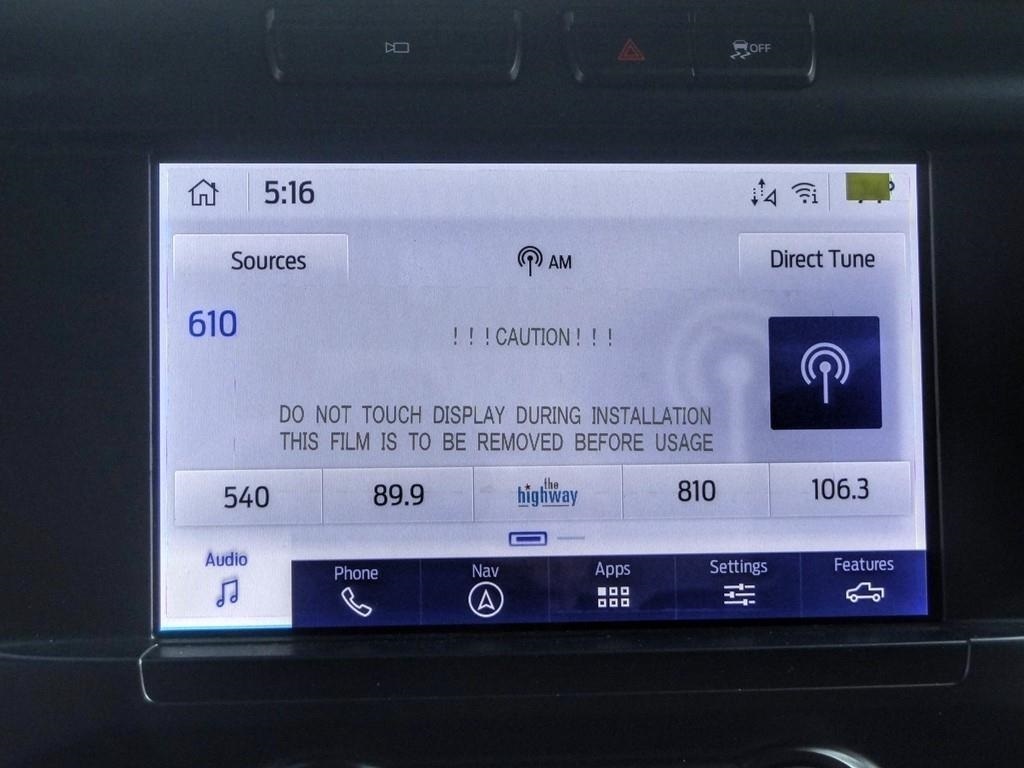 OFF
5:16
Sources
AM
Direct Tune
610
! ! ! CAUTION ! ! !
DO NOT TOUCH DISPLAY DURING INSTALLATION
THIS FILM IS TO BE REMOVED BEFORE USAGE
540
89.9
the
highway
810
106.3
Audio
Phone
Nav
Apps
Settings
Features